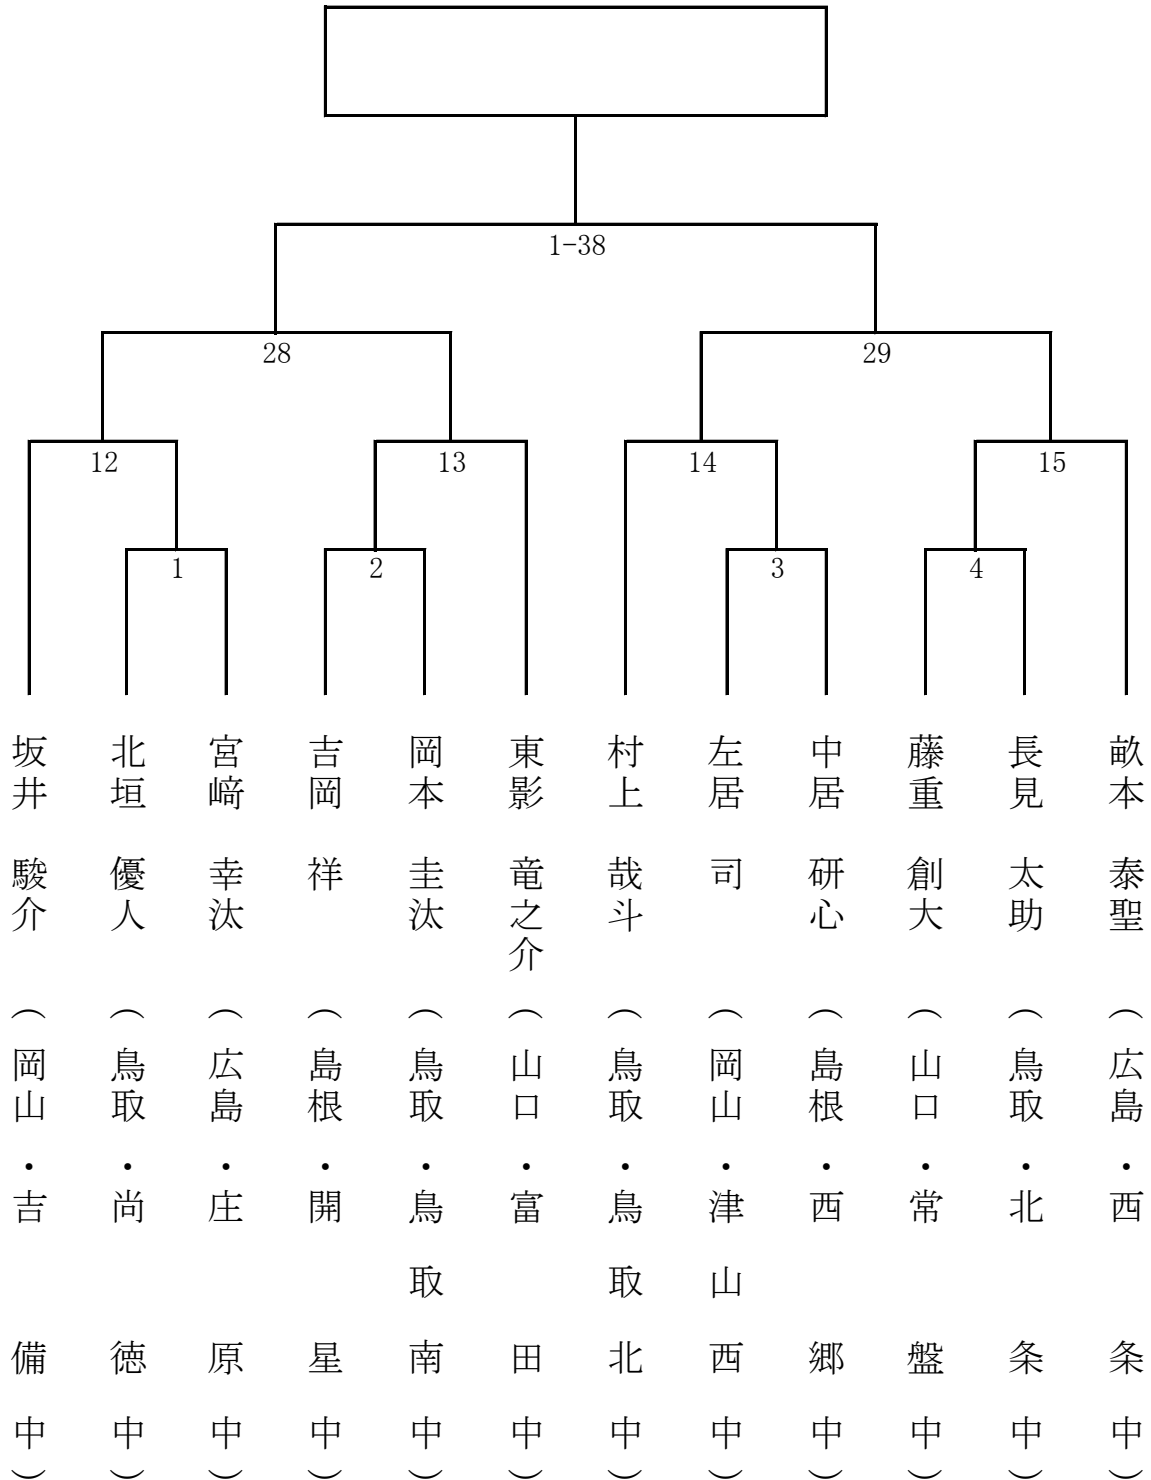 1-38
28
29
12
13
14
15
1
2
3
4
坂井 駿介 （岡山・吉備中）
北垣 優人 （鳥取・尚徳中）
宮﨑 幸汰 （広島・庄原中）
吉岡 祥 （島根・開星中）
岡本 圭汰 （鳥取・鳥取南中）
東影 竜之介 （山口・富田中）
村上 哉斗 （鳥取・鳥取北中）
左居 司 （岡山・津山西中）
中居 研心 （島根・西郷中）
藤重 創大 （山口・常盤中）
長見 太助 （鳥取・北条中）
畝本 泰聖 （広島・西条中）